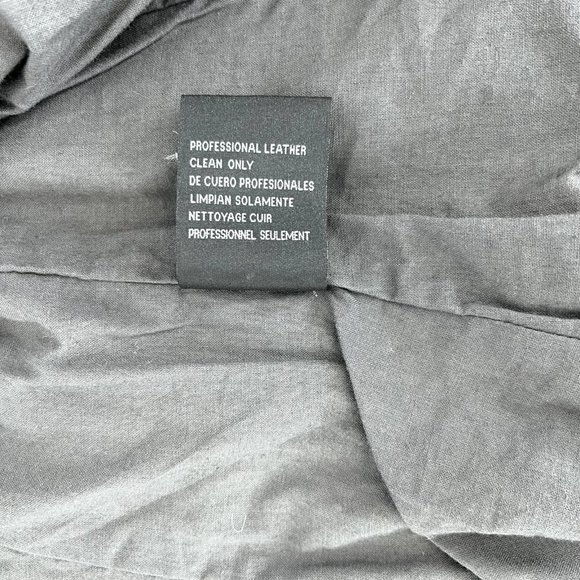 PROFESSIONAL LEATHER
CLEAN ONLY
DE CUERO PROFESIONALES
LIMPIAN SOLAMENTE
NETTOYAGE CUIR
PROFESSIONNEL SEULEMENT